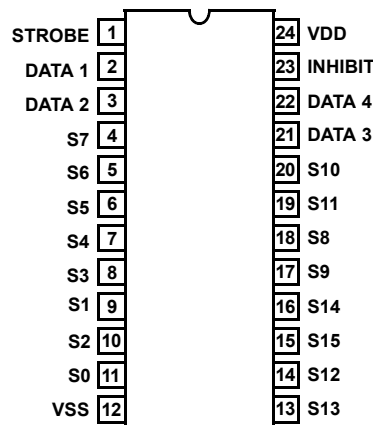 STROBE 1 24 VDD
DATA 1 2 23 INHIBIT
DATA 2 3 22 DATA 4
S7 4 21 DATA 3
S6 5 20 S10
S5 6 19 S11
S4 7 18 S8
S3 8 17 S9
S1 9 16 S14
S2 10 15 S15
S0 11 14 S12
VSS 12 13 S13